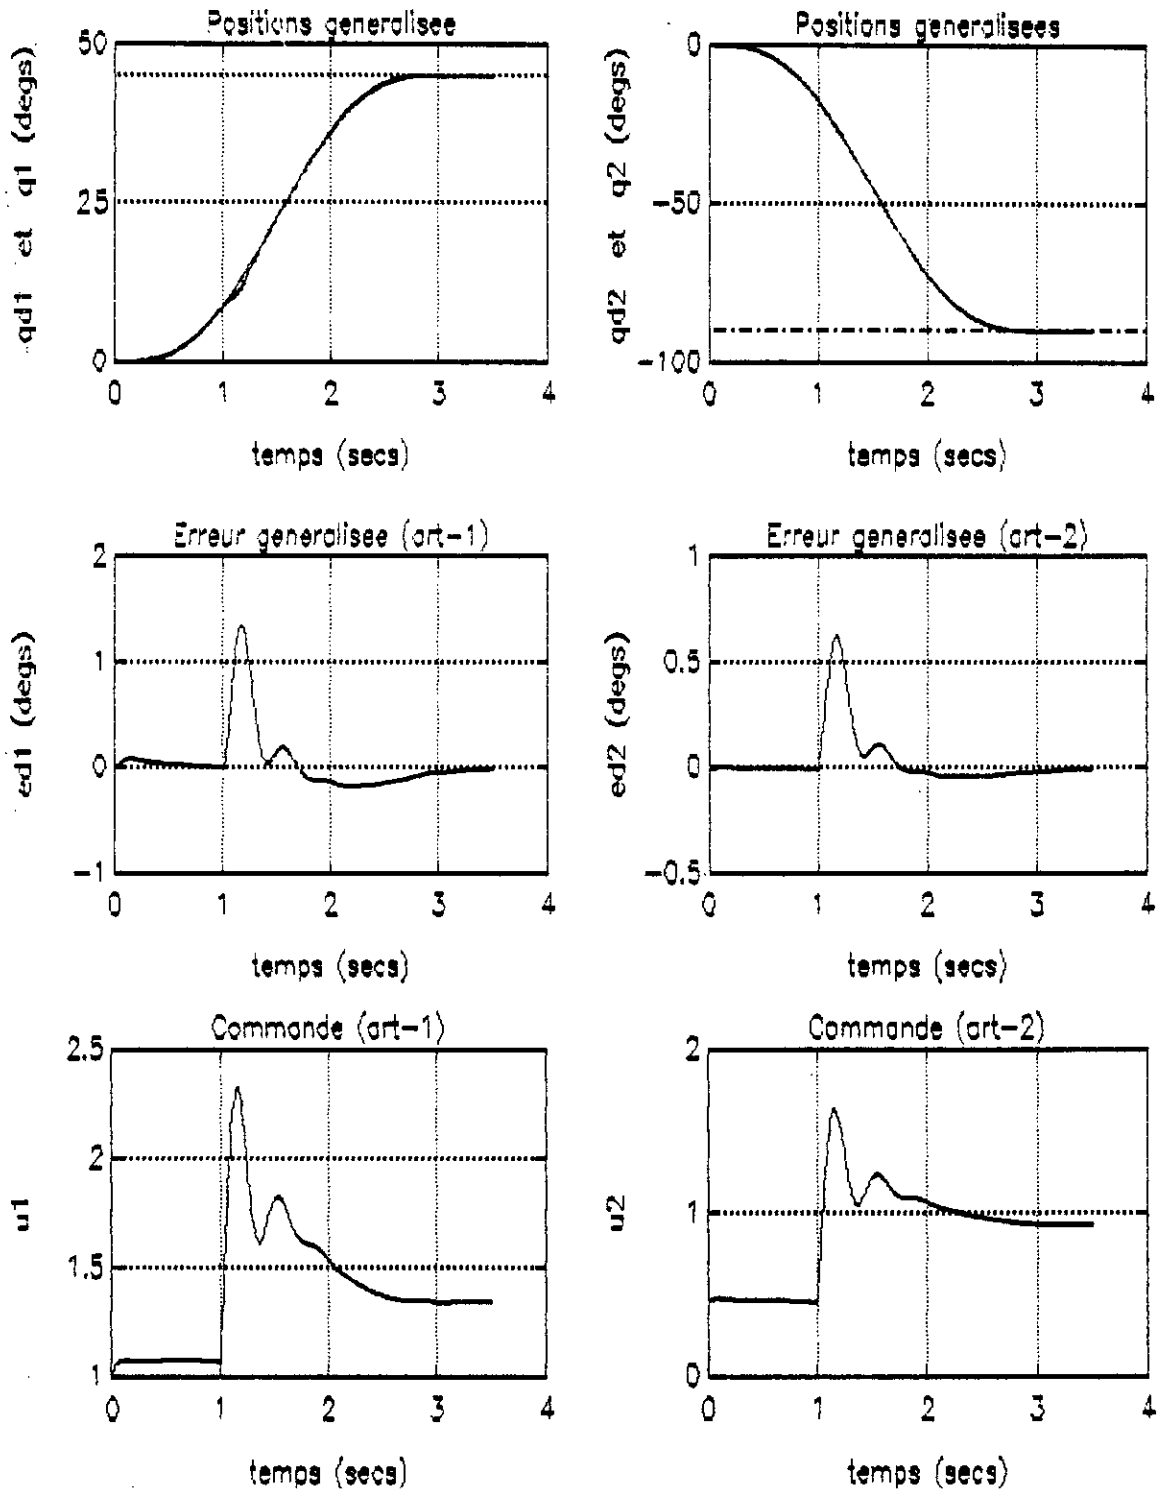 Positions generalisee
50
25
0
qd1 et q1 (degs)
0 1 2 3 4
temps (secs)
Positions generalisees
0
-50
-100
qd2 et q2 (degs)
0 1 2 3 4
temps (secs)
Erreur generalisee (art-1)
2
1
0
-1
ed1 (degs)
0 1 2 3 4
temps (secs)
Erreur generalisee (art-2)
1
0.5
0
-0.5
ed2 (degs)
0 1 2 3 4
temps (secs)
Commande (art-1)
2.5
2
1.5
1
u1
0 1 2 3 4
temps (secs)
Commande (art-2)
2
1
0
u2
0 1 2 3 4
temps (secs)